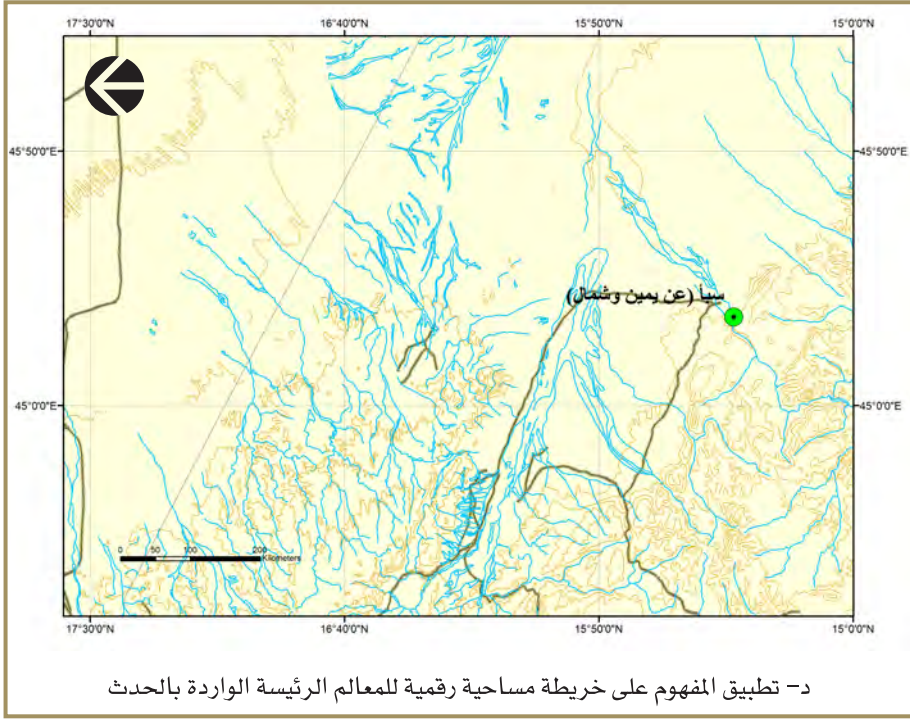 17°30'0"N 16°40'0"N 15°50'0"N 15°0'0"N
45°50'0"E 45°50'0"E
سبأ (عن يمين وشمال)
45°0'0"E 45°0'0"E
0 50 100 200
Kilometers
17°30'0"N 16°40'0"N 15°50'0"N 15°0'0"N
د- تطبيق المفهوم على خريطة مساحية رقمية للمعالم الرئيسة الواردة بالحدث